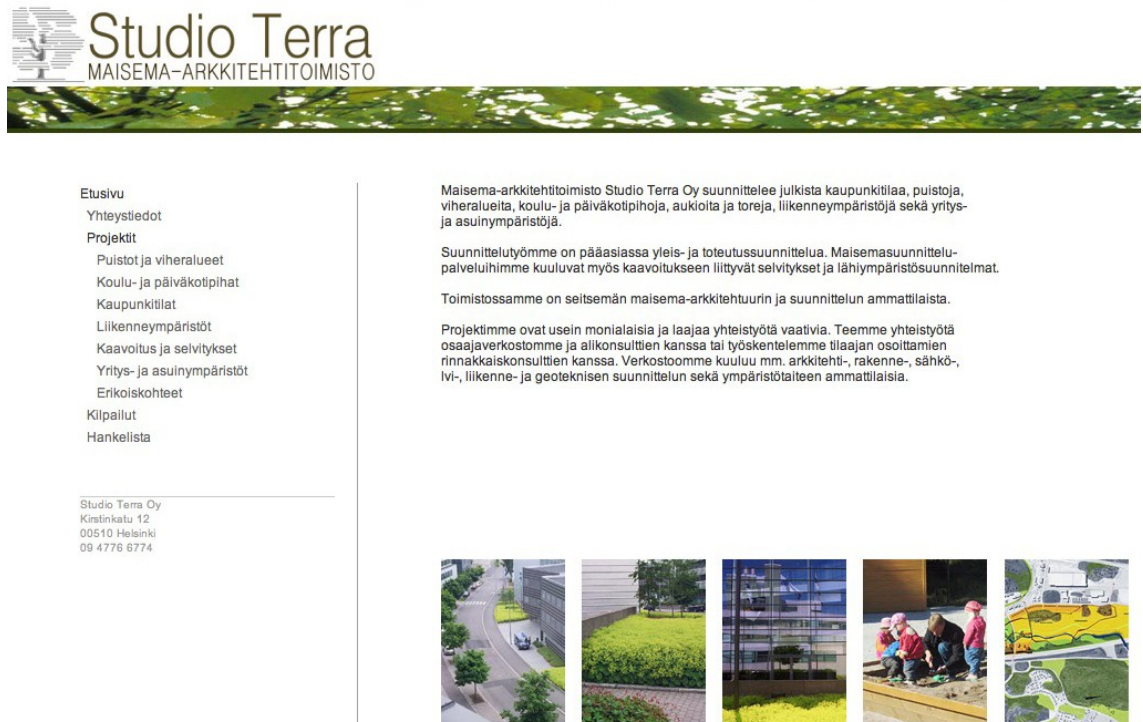 Studio Terra
MAISEMA-ARKKITEHTITOIMISTO
Etusivu
Yhteystiedot
Projektit
Puistot ja viheralueet
Koulu- ja päiväkotipihat
Kaupunkitilat
Liikenneympäristöt
Kaavoitus ja selvitykset
Yritys- ja asuinympäristöt
Erikoiskohteet
Kilpailut
Hankelista
Studio Terra Oy
Kirstinkatu 12
00510 Helsinki
09 4776 6774
Maisema-arkkitehtitoimisto Studio Terra Oy suunnittelee julkista kaupunkitilaa, puistoja,
viheralueita, koulu- ja päiväkotipihoja, aukioita ja toreja, liikenneympäristöjä sekä yritys-
ja asuinympäristöjä.
Suunnittelutyömme on pääasiassa yleis- ja toteutussuunnittelua. Maisemasuunnittelu-
palveluihimme kuuluvat myös kaavoitukseen liittyvät selvitykset ja lähiympäristösuunnitelmat.
Toimistossamme on seitsemän maisema-arkkitehtuurin ja suunnittelun ammattilaista.
Projektimme ovat usein monialaisia ja laajaa yhteistyötä vaativia. Teemme yhteistyötä
osaajaverkostomme ja alikonsulttien kanssa tai työskentelemme tilaajan osoittamien
rinnakkaiskonsulttien kanssa. Verkostoomme kuuluu mm. arkkitehti-, rakenne-, sähkö-,
lvi-, liikenne- ja geoteknisen suunnittelun sekä ympäristötaiteen ammattilaisia.